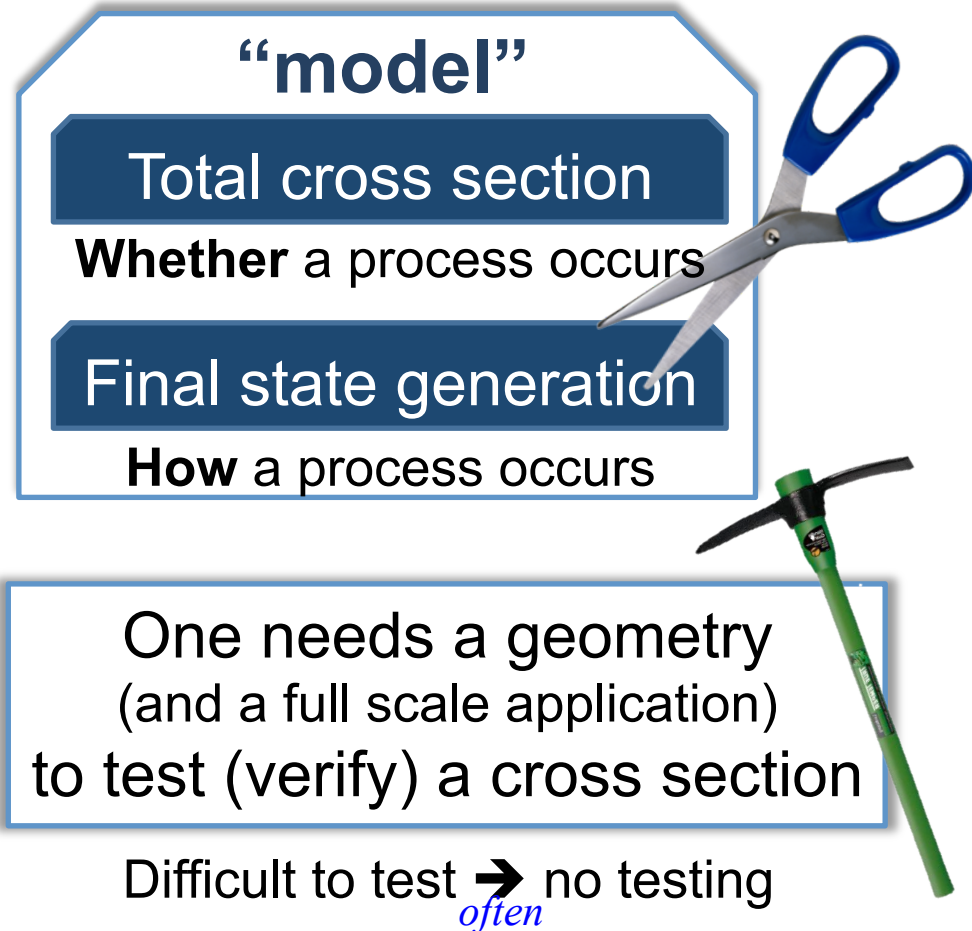 “model”
Total cross section
Whether a process occurs
Final state generation
How a process occurs
One needs a geometry
(and a full scale application)
to test (verify) a cross section
Difficult to test ➔ no testing
often